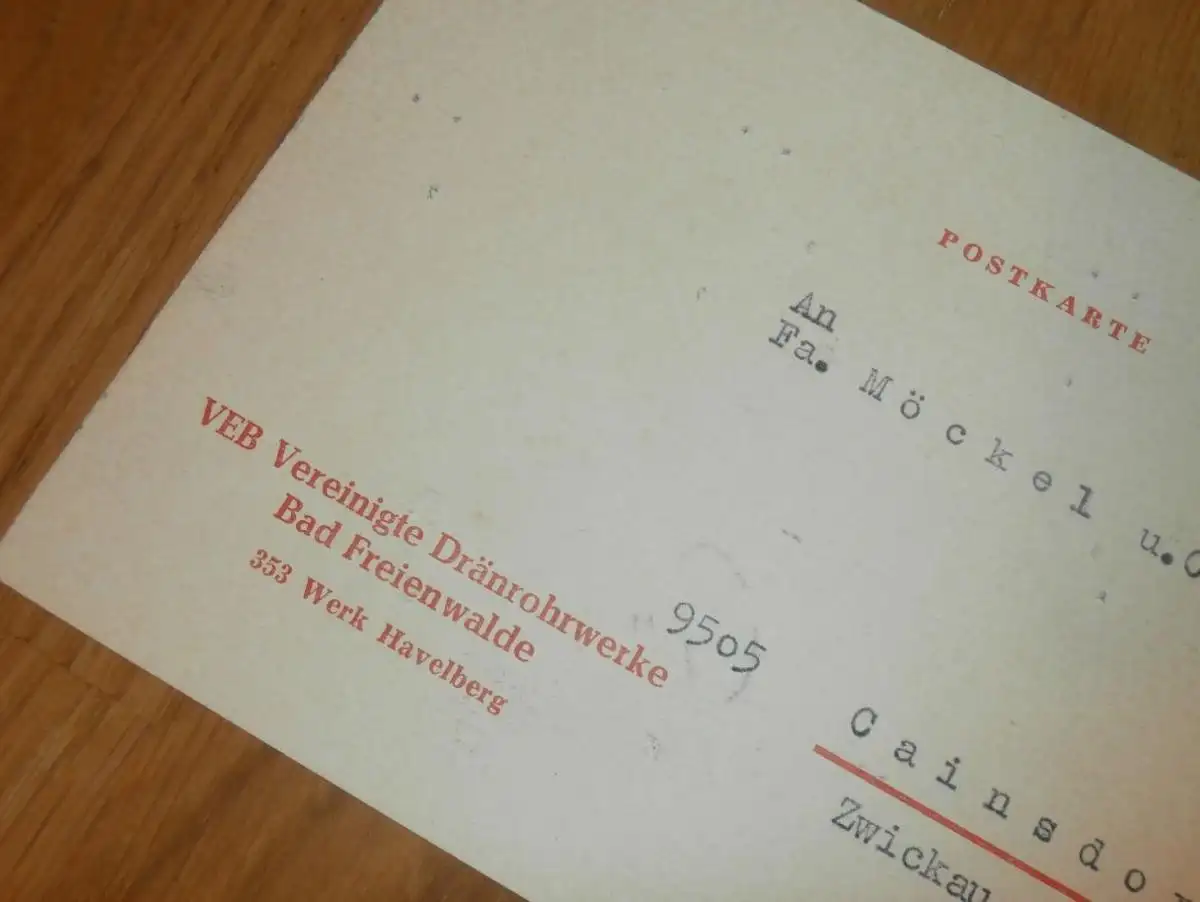 POSTKARTE
An
Fa. Möckel u.
VEB Vereinigte Dränrohrwerke
Bad Freienwalde
353 Werk Havelberg
9505
Cainsdo
Zwickau